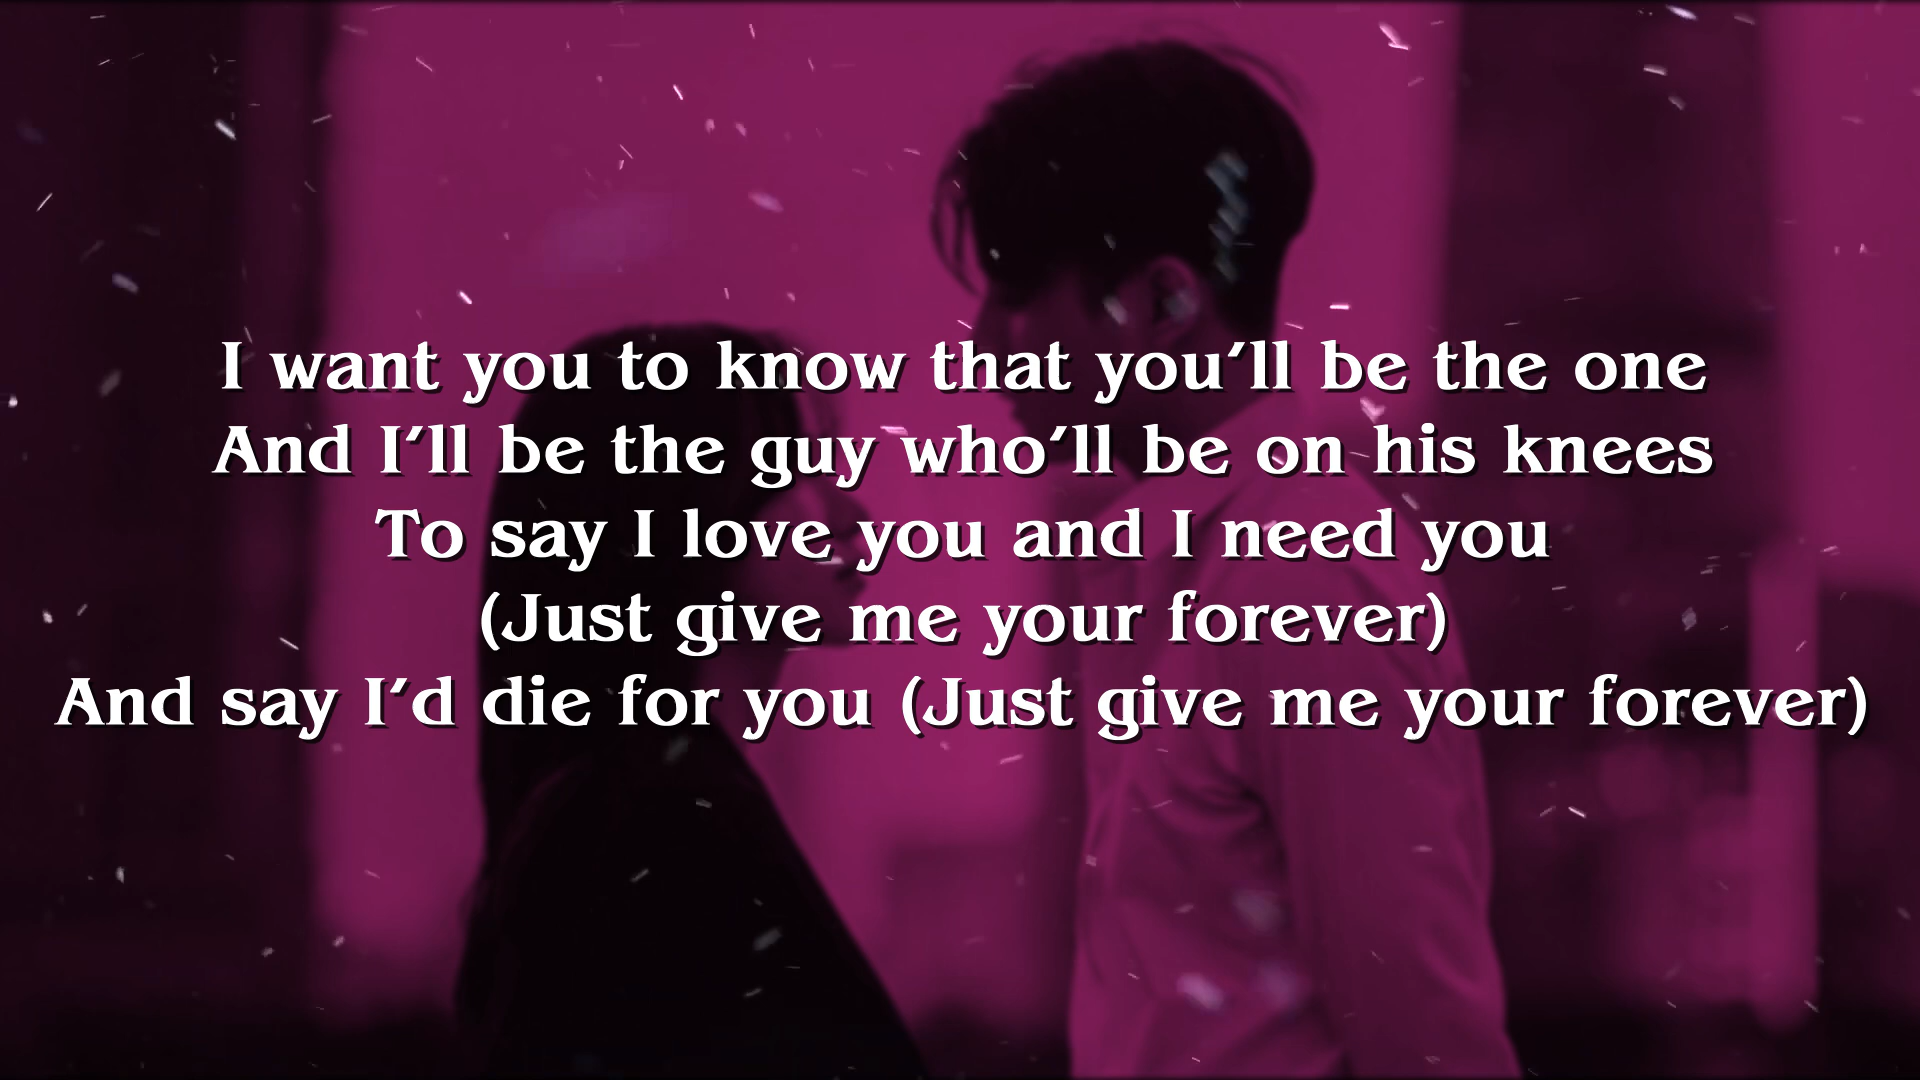 I want you to know that you'll be the one
And I'll be the guy who'll be on his knees
To say I love you and I need you
(Just give me your forever)
And say I'd die for you (Just give me your forever)